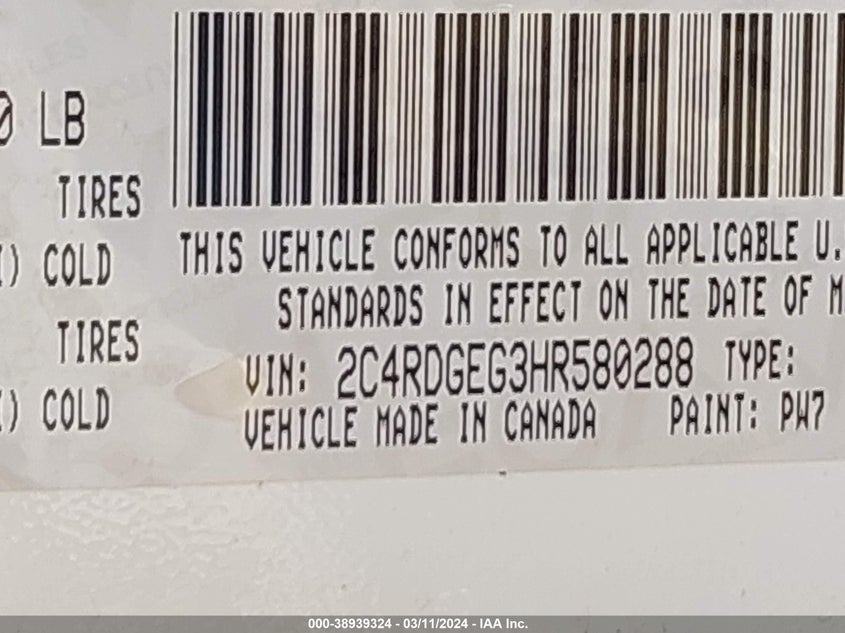 0 LB
TIRES
) COLD
TIRES
) COLD
THIS VEHICLE CONFORMS TO ALL APPLICABLE U.
STANDARDS IN EFFECT ON THE DATE OF M
VIN: 2C4RDGEG3HR580288 TYPE:
VEHICLE MADE IN CANADA PAINT: PW7
000-38939324 - 03/11/2024 - IAA Inc.